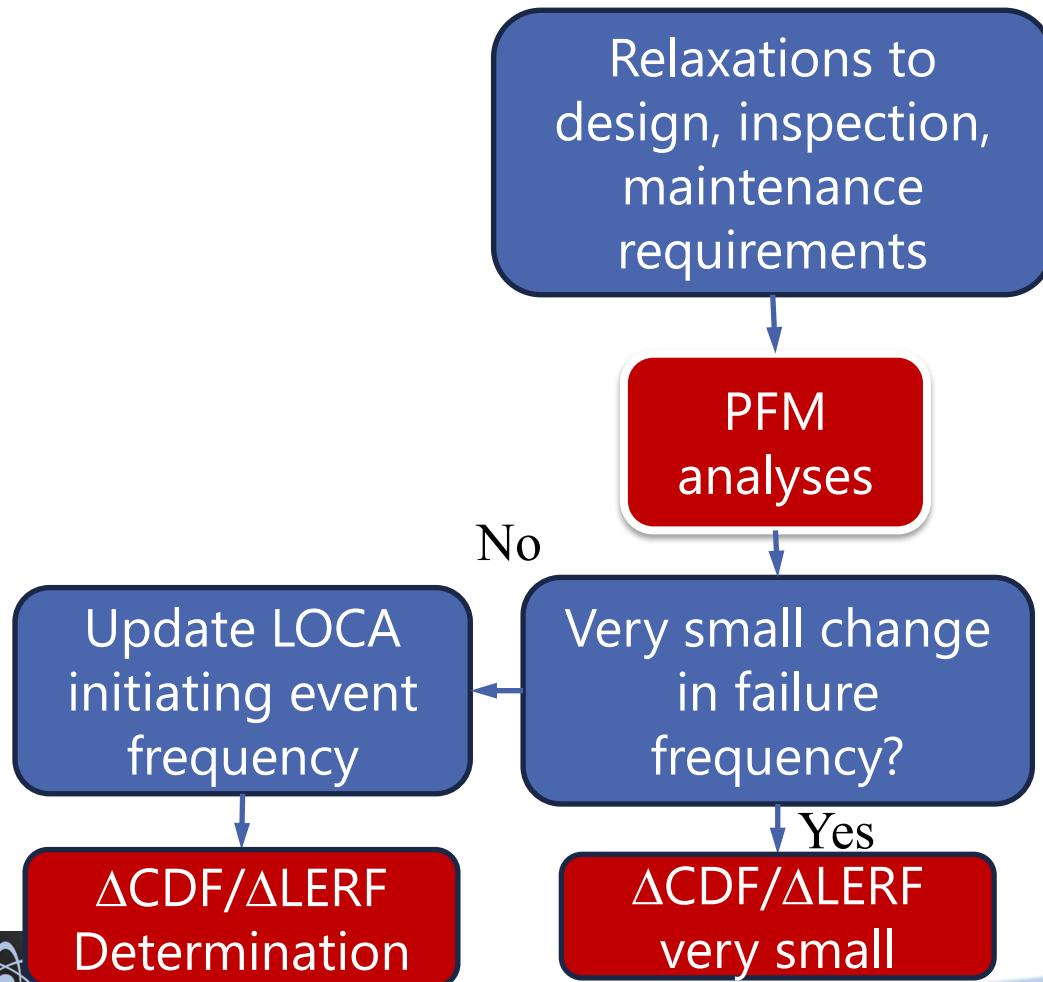 Relaxations to
design, inspection,
maintenance
requirements
PFM
analyses
No
Very small change
in failure
frequency?
Update LOCA
initiating event
frequency
Yes
ΔCDF/ΔLERF
very small
ΔCDF/ΔLERF
Determination